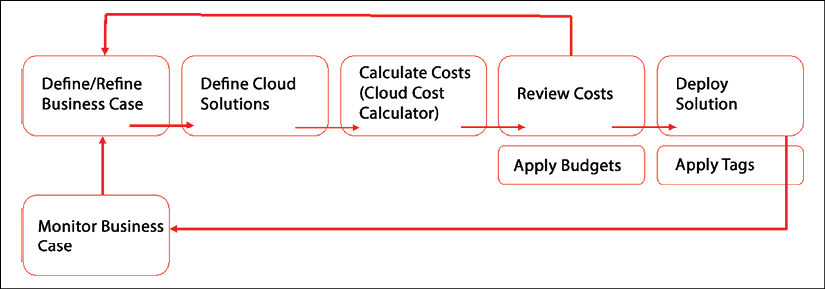 Define/Refine
Business Case
Define Cloud
Solutions
Calculate Costs
(Cloud Cost
Calculator)
Review Costs
Deploy
Solution
Apply Budgets
Apply Tags
Monitor Business
Case